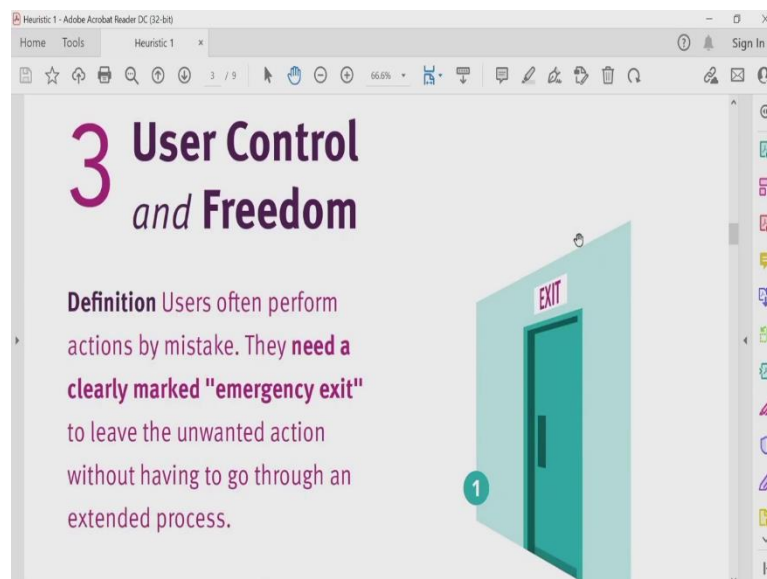 Heuristic 1 - Adobe Acrobat Reader DC (32-bit)
Home Tools Heuristic 1 × Sign In
3 / 9 66.6%
3 User Control
and Freedom
EXIT
Definition Users often perform
actions by mistake. They need a
clearly marked "emergency exit"
to leave the unwanted action
without having to go through an
extended process.
1